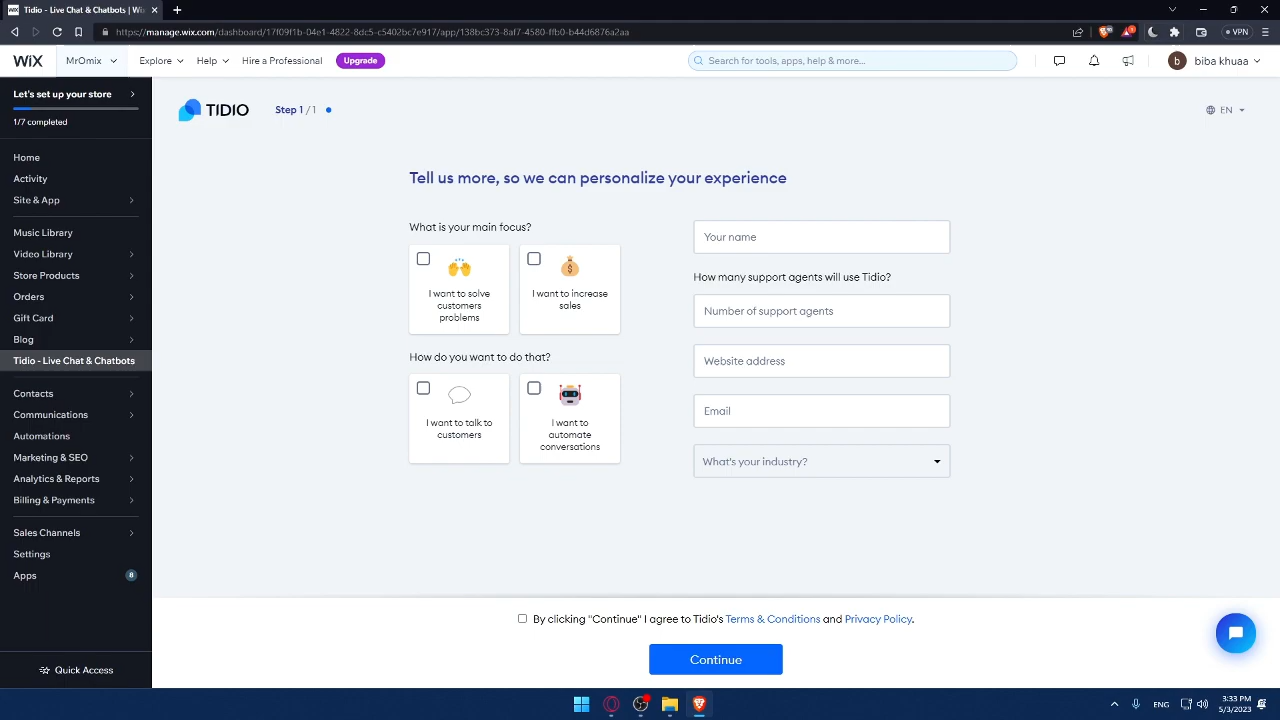 Tidio - Live Chat & Chatbots | Wi
https://manage.wix.com/dashboard/17f09f1b-04e1-4822-8dc5-c5402bc7e917/app/138bc373-8af7-4580-ffb0-b44d6876a2aa
VPN
WiX
MrOmix
Explore
Help
Hire a Professional
Upgrade
Search for tools, apps, help & more...
b
biba khuaa
Let's set up your store
1/7 completed
Home
Activity
Site & App
Music Library
Video Library
Store Products
Orders
Gift Card
Blog
Tidio - Live Chat & Chatbots
Contacts
Communications
Automations
Marketing & SEO
Analytics & Reports
Billing & Payments
Sales Channels
Settings
Apps
8
Quick Access
TIDIO
Step 1 / 1
EN
Tell us more, so we can personalize your experience
What is your main focus?
I want to solve
customers
problems
I want to increase
sales
How do you want to do that?
I want to talk to
customers
I want to
automate
conversations
Your name
How many support agents will use Tidio?
Number of support agents
Website address
Email
What's your industry?
By clicking "Continue" I agree to Tidio's Terms & Conditions and Privacy Policy.
Continue
ENG
3:33 PM
5/3/2023